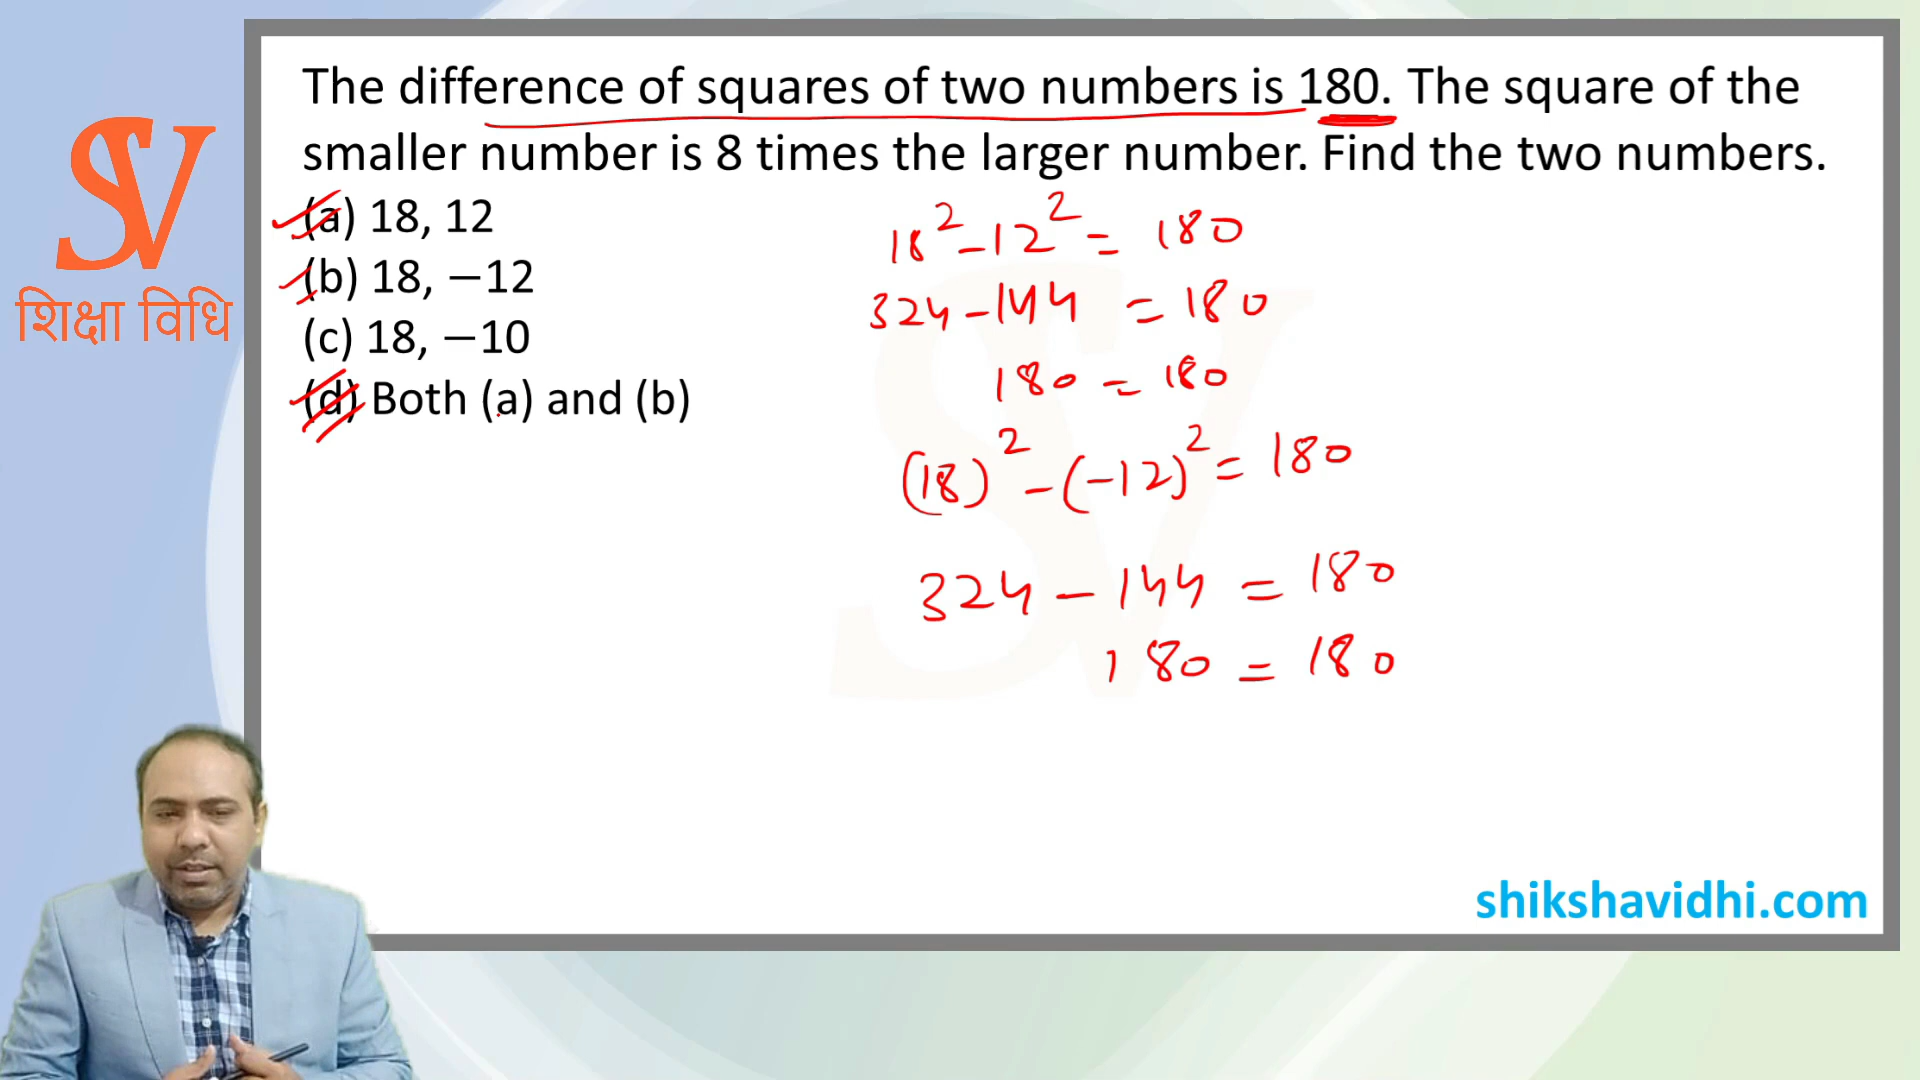 SV
शिक्षा विधि
The difference of squares of two numbers is 180. The square of the
smaller number is 8 times the larger number. Find the two numbers.
(a) 18, 12
(b) 18, −12
(c) 18, −10
(d) Both (a) and (b)
18² − 12² = 180
324 − 144 = 180
180 = 180
(18)² − (−12)² = 180
324 − 144 = 180
180 = 180
shikshavidhi.com